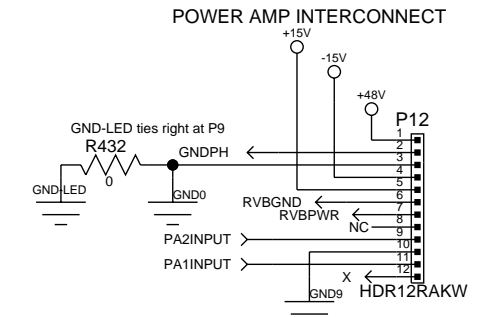 POWER AMP INTERCONNECT
+15V
-15V
+48V
P12
GND-LED ties right at P9
R432
0
GND-LED
GNDPH
GND0
RVBGND
RVBPWR
NC
PA2INPUT
PA1INPUT
X
GND9
1
2
3
4
5
6
7
8
9
10
11
12
HDR12RAKW